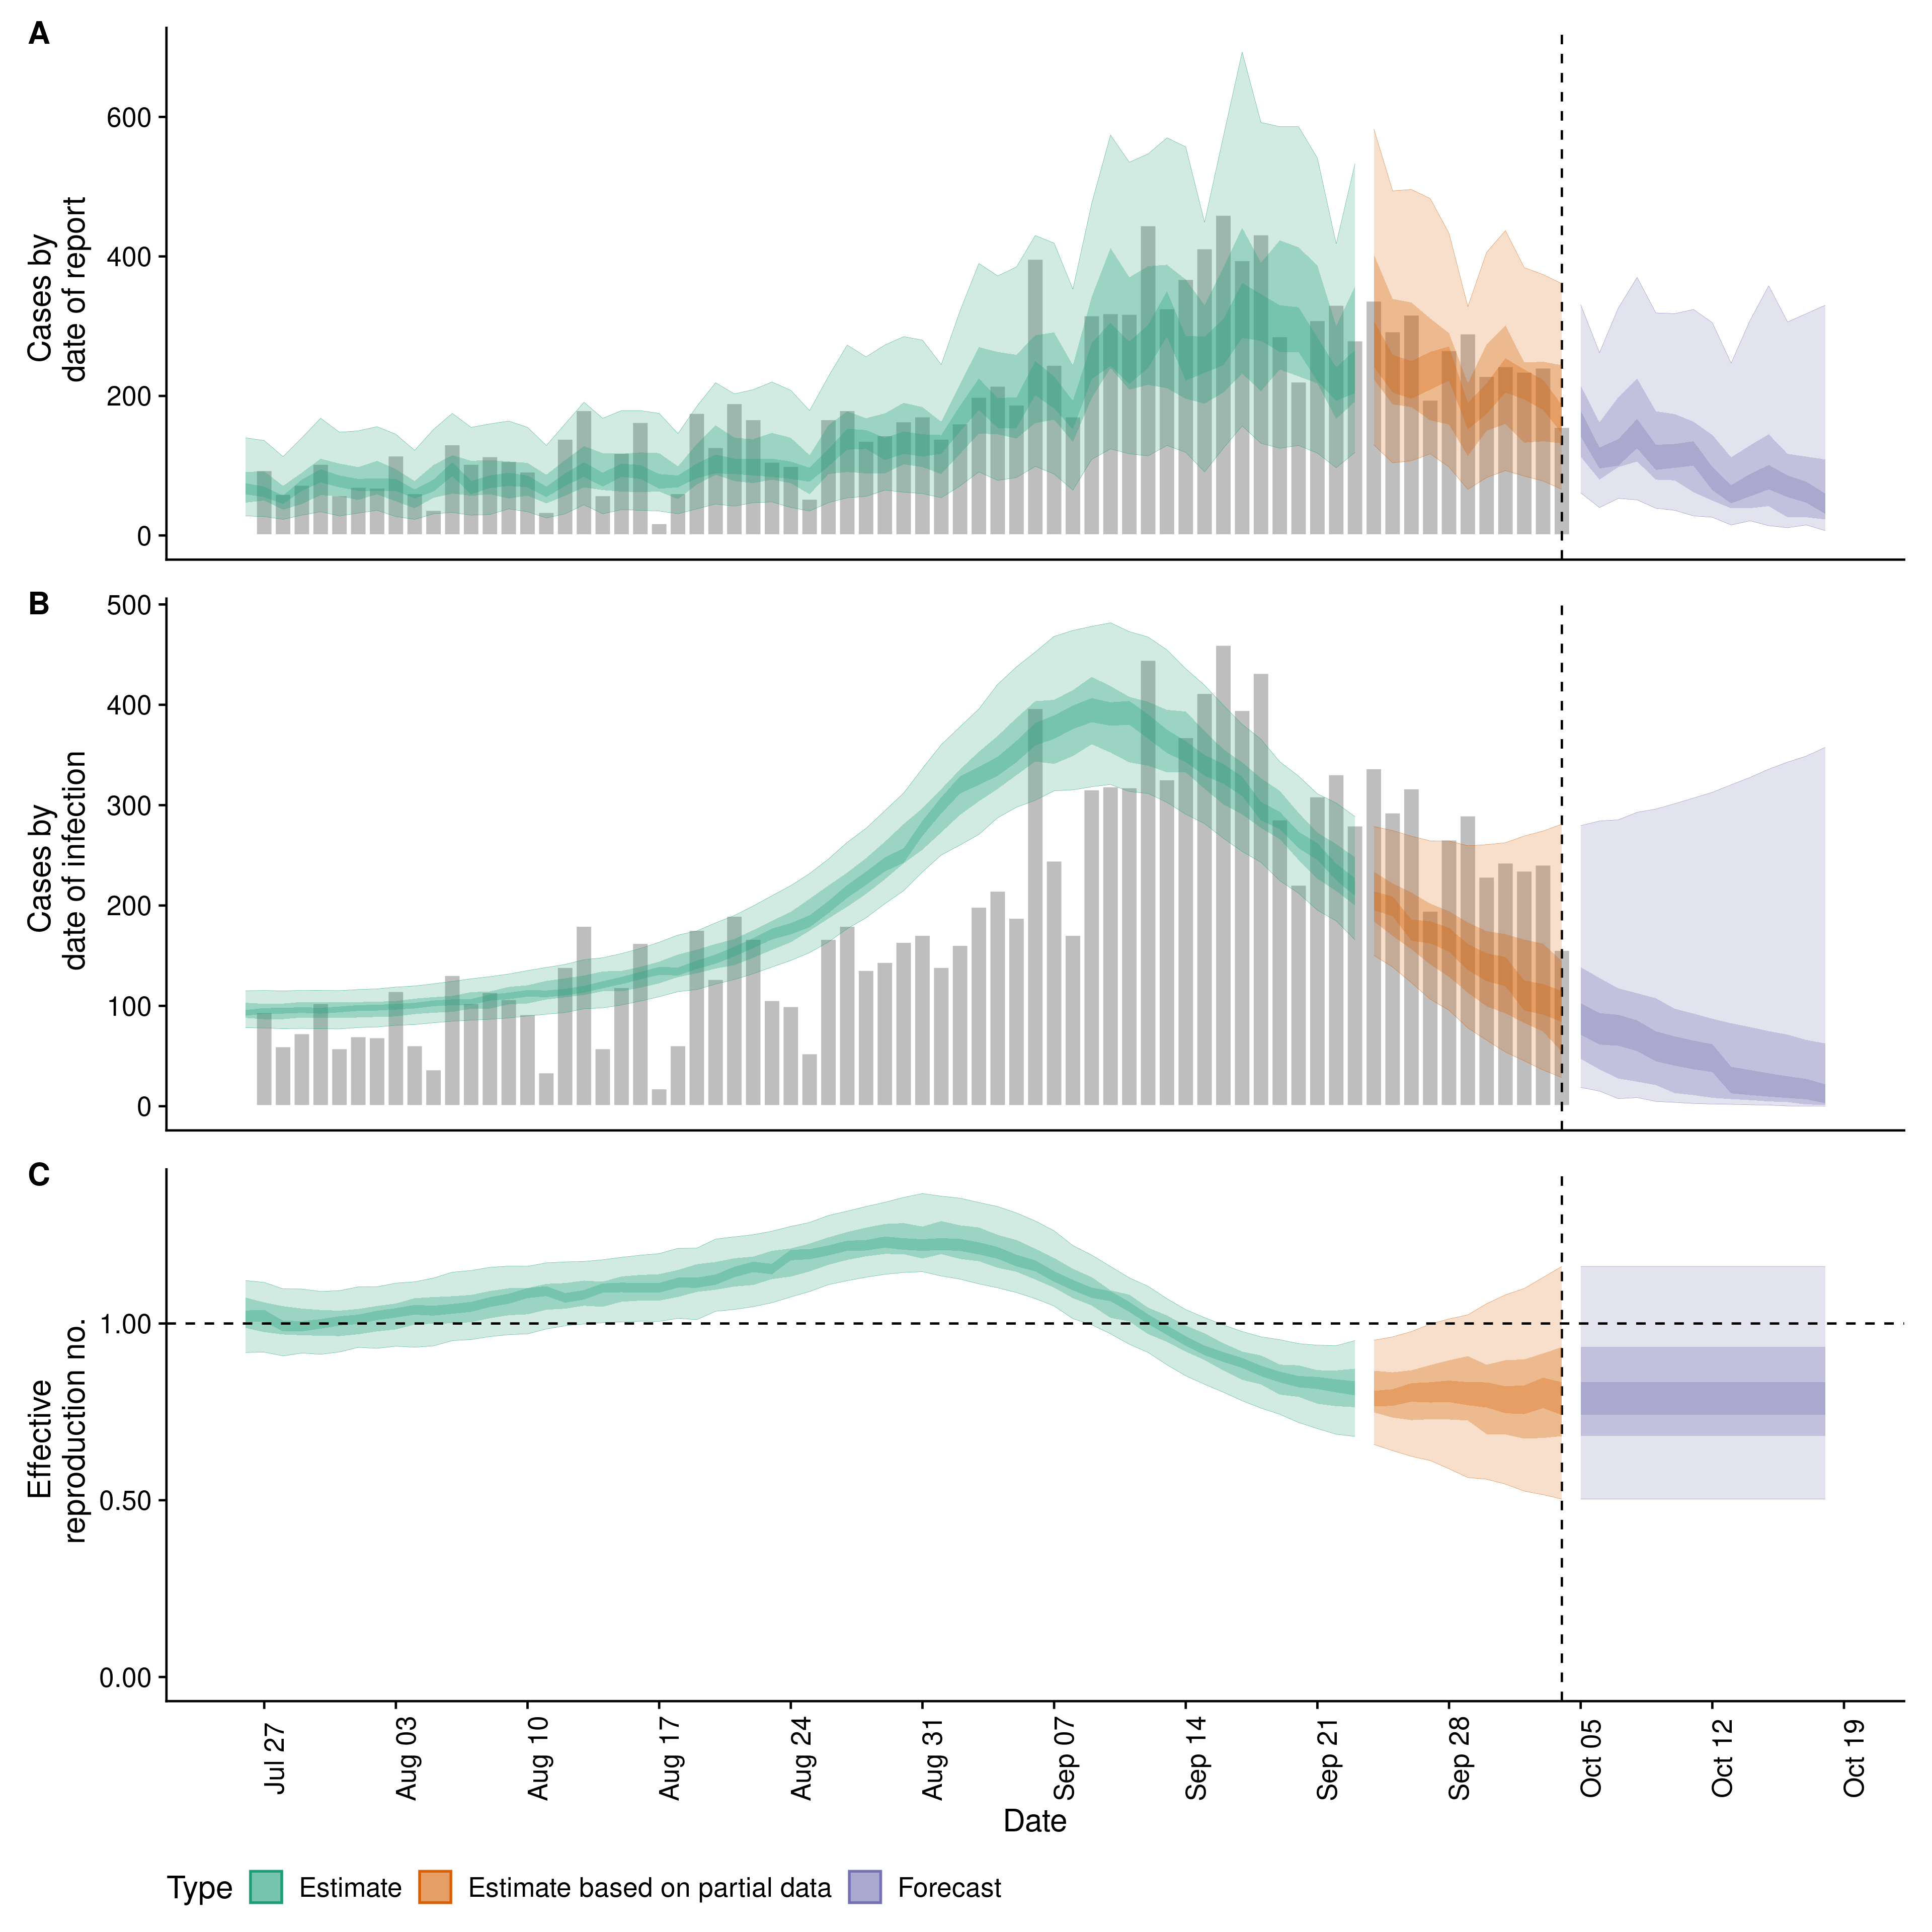 A
Cases by
date of report
600
400
200
0
B
Cases by
date of infection
500
400
300
200
100
0
C
Effective
reproduction no.
1.00
0.50
0.00
Jul 27
Aug 03
Aug 10
Aug 17
Aug 24
Aug 31
Sep 07
Sep 14
Sep 21
Sep 28
Oct 05
Oct 12
Oct 19
Date
Type Estimate Estimate based on partial data Forecast